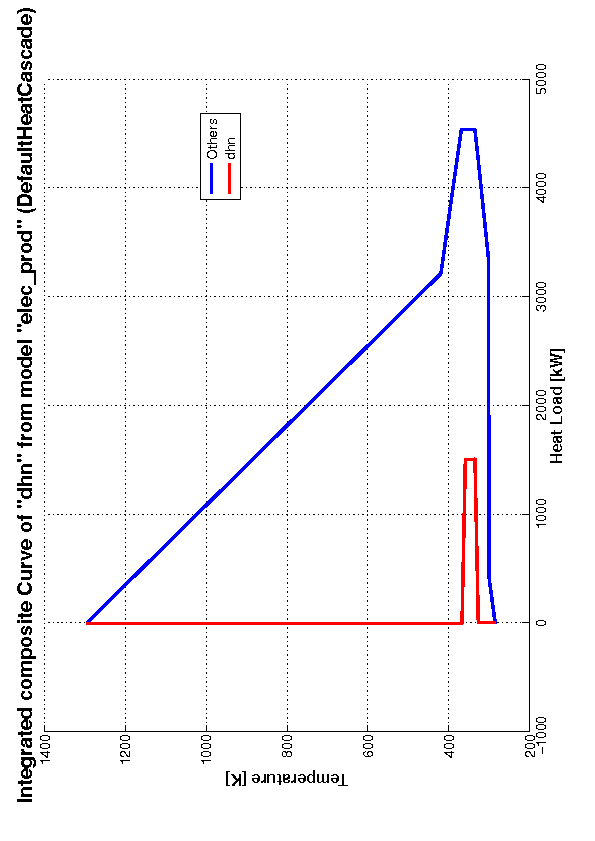 Integrated composite Curve of "dhn" from model "elec_prod" (DefaultHeatCascade)
1400
1200
1000
800
600
400
200
Temperature [K]
Others
dhn
-1000
0
1000
2000
3000
4000
5000
Heat Load [kW]